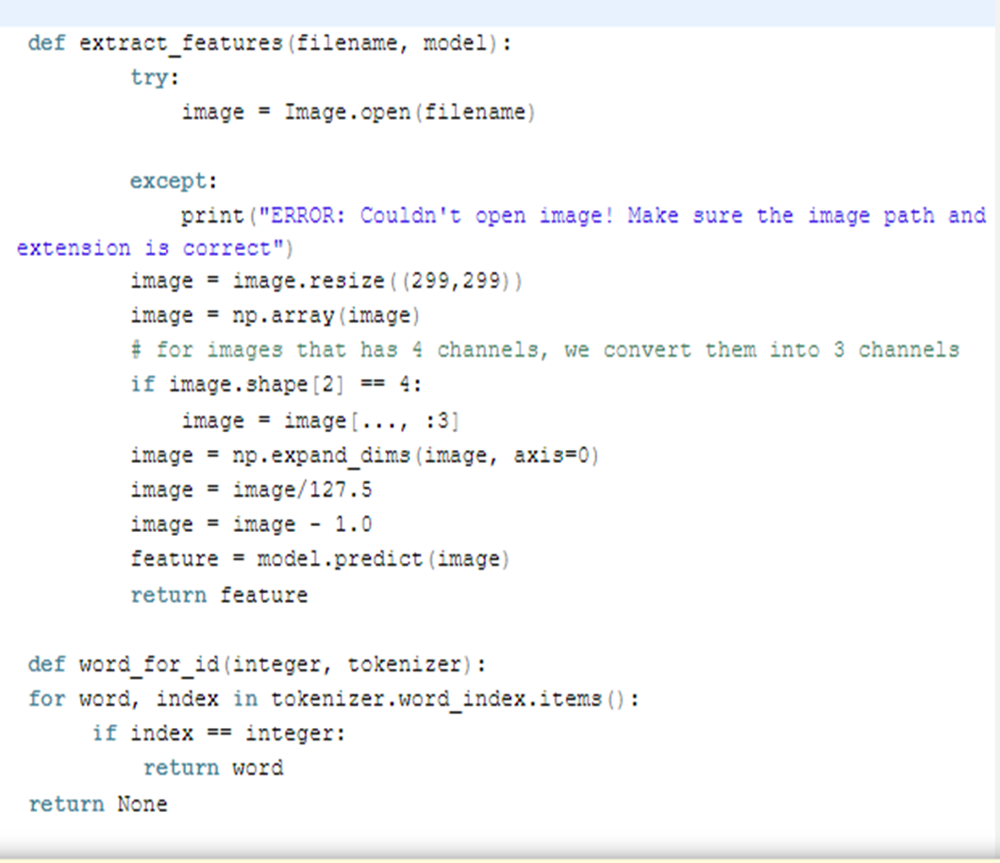 def extract_features(filename, model):
        try:
            image = Image.open(filename)

        except:
            print("ERROR: Couldn't open image! Make sure the image path and
extension is correct")
        image = image.resize((299,299))
        image = np.array(image)
        # for images that has 4 channels, we convert them into 3 channels
        if image.shape[2] == 4:
            image = image[..., :3]
        image = np.expand_dims(image, axis=0)
        image = image/127.5
        image = image - 1.0
        feature = model.predict(image)
        return feature

def word_for_id(integer, tokenizer):
for word, index in tokenizer.word_index.items():
     if index == integer:
         return word
return None